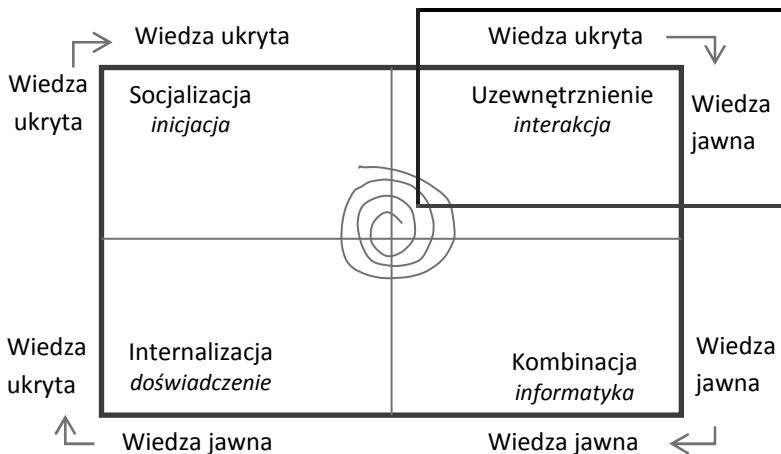 Wiedza ukryta
Wiedza ukryta
Wiedza
ukryta
Socjalizacja
inicjacja
Uzewnętrznienie
interakcja
Wiedza
jawna
Wiedza
ukryta
Internalizacja
doświadczenie
Kombinacja
informatyka
Wiedza
jawna
Wiedza jawna
Wiedza jawna